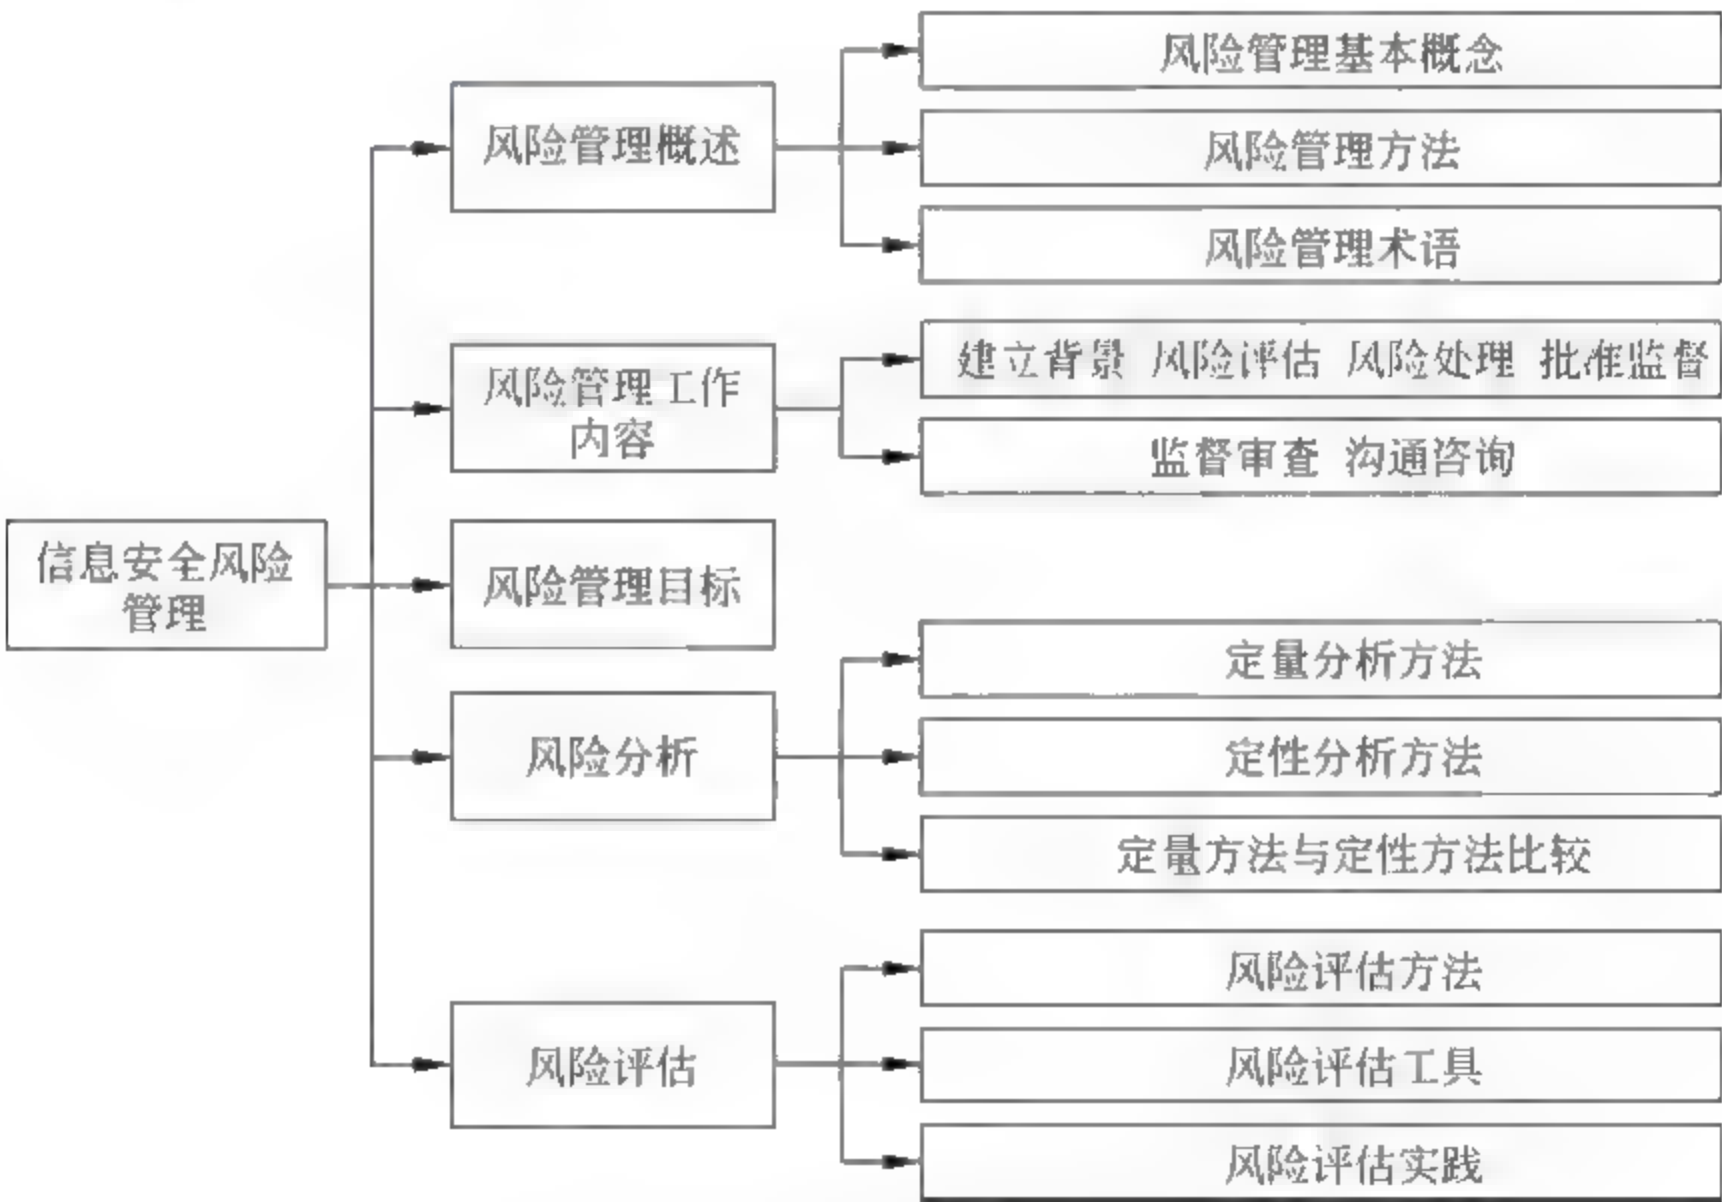 信息安全风险
管理
风险管理概述
风险管理基本概念
风险管理方法
风险管理术语
风险管理工作
内容
建立背景 风险评估 风险处理 批准监督
监督审查 沟通咨询
风险管理目标
风险分析
定量分析方法
定性分析方法
定量方法与定性方法比较
风险评估
风险评估方法
风险评估工具
风险评估实践